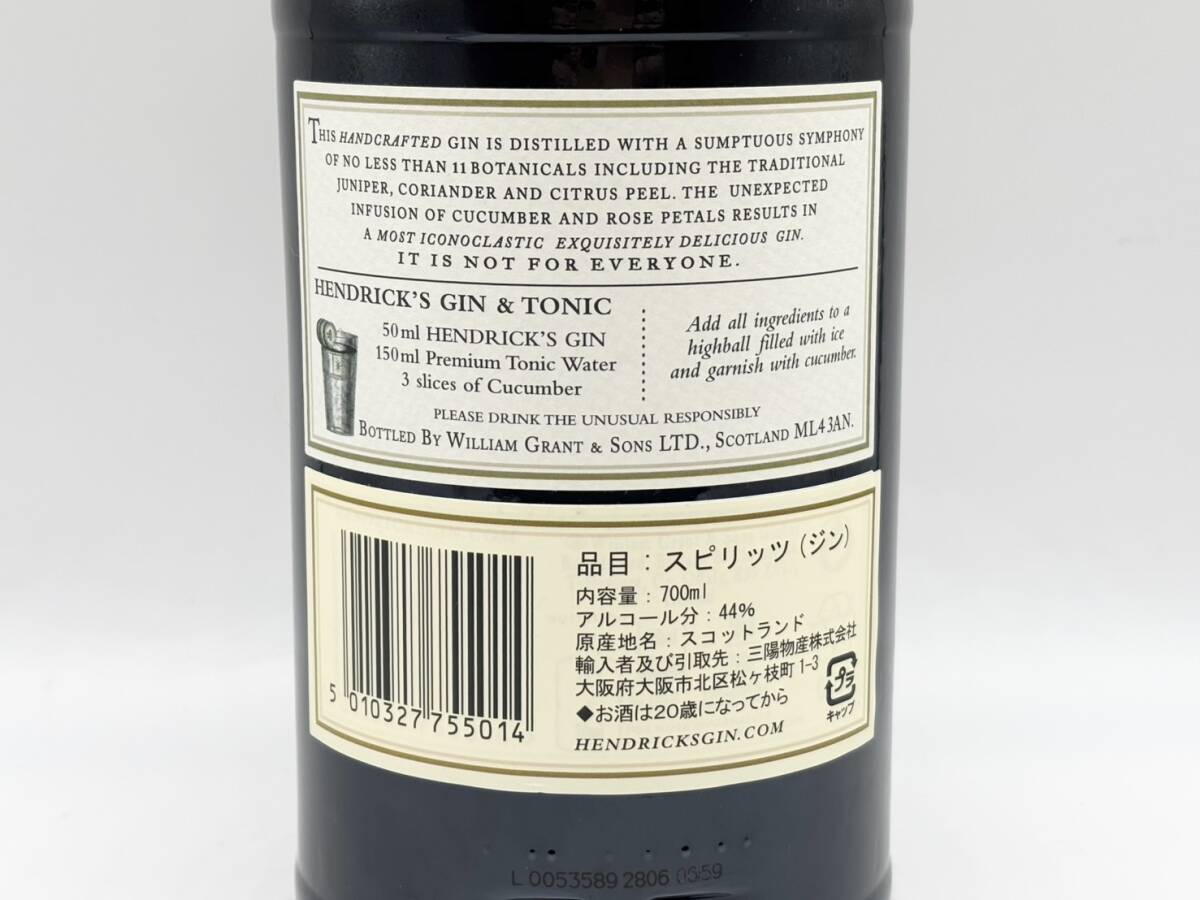 THIS HANDCRAFTED GIN IS DISTILLED WITH A SUMPTUOUS SYMPHONY
OF NO LESS THAN 11 BOTANICALS INCLUDING THE TRADITIONAL
JUNIPER, CORIANDER AND CITRUS PEEL. THE UNEXPECTED
INFUSION OF CUCUMBER AND ROSE PETALS RESULTS IN
A MOST ICONOCLASTIC EXQUISITELY DELICIOUS GIN.
IT IS NOT FOR EVERYONE.
HENDRICK'S GIN & TONIC
50ml HENDRICK'S GIN
150ml Premium Tonic Water
3 slices of Cucumber
Add all ingredients to a
highball filled with ice
and garnish with cucumber.
PLEASE DRINK THE UNUSUAL RESPONSIBLY
BOTTLED BY WILLIAM GRANT & SONS LTD., SCOTLAND ML4 3AN.
5 010327 755014
品目：スピリッツ（ジン）
内容量：700ml
アルコール分：44%
原産地名：スコットランド
輸入者及び引取先：三陽物産株式会社
大阪府大阪市北区松ヶ枝町1-3
◆お酒は20歳になってから
HENDRICKSGIN.COM
プラ
キャップ
L 0053589 2806